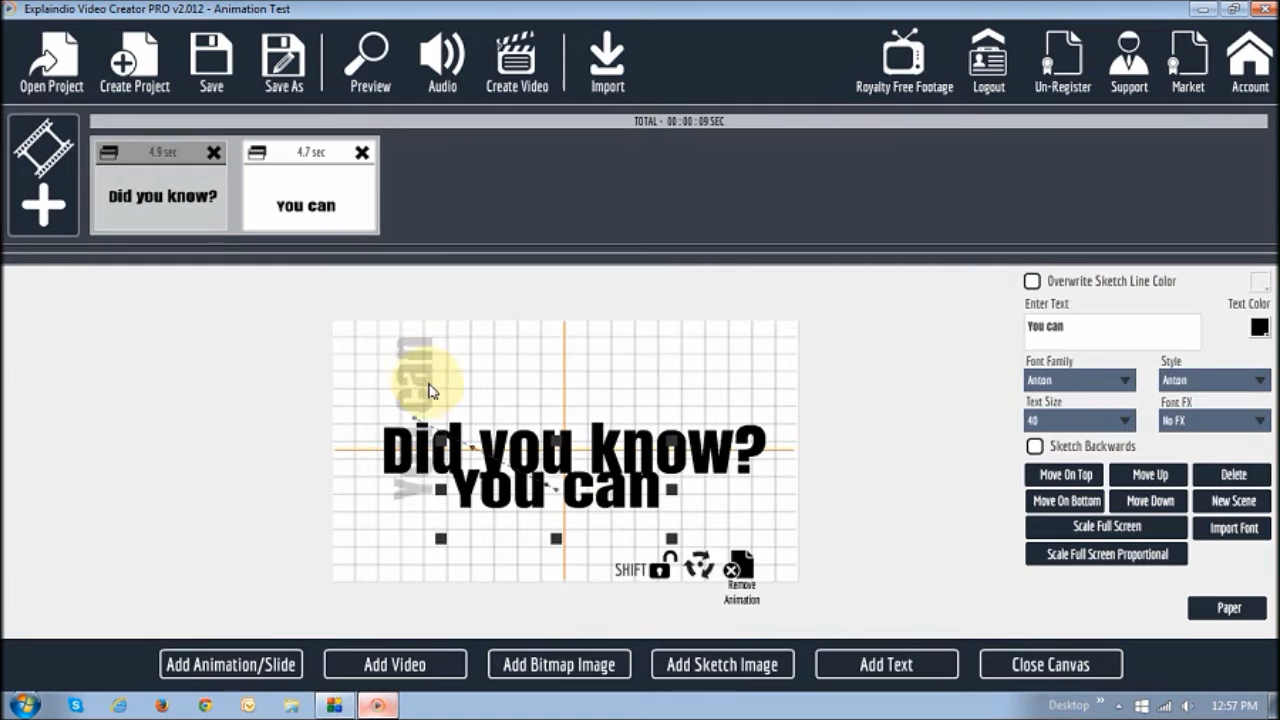 Explaindio Video Creator PRO v2.012 - Animation Test
Open Project
Create Project
Save
Save As
Preview
Audio
Create Video
Import
Royalty Free Footage
Logout
Un-Register
Support
Market
Account
TOTAL - 00 : 00 : 09 SEC
4.9 sec
4.7 sec
Did you know?
You can
Overwrite Sketch Line Color
Enter Text
Text Color
You can
Font Family
Style
Anton
Anton
Text Size
Font FX
40
No FX
Sketch Backwards
Move On Top
Move Up
Delete
Move On Bottom
Move Down
New Scene
Scale Full Screen
Import Font
Scale Full Screen Proportional
Paper
You can
Did you know?
You can
SHIFT
Remove
Animation
Add Animation/Slide
Add Video
Add Bitmap Image
Add Sketch Image
Add Text
Close Canvas
Desktop
12:57 PM